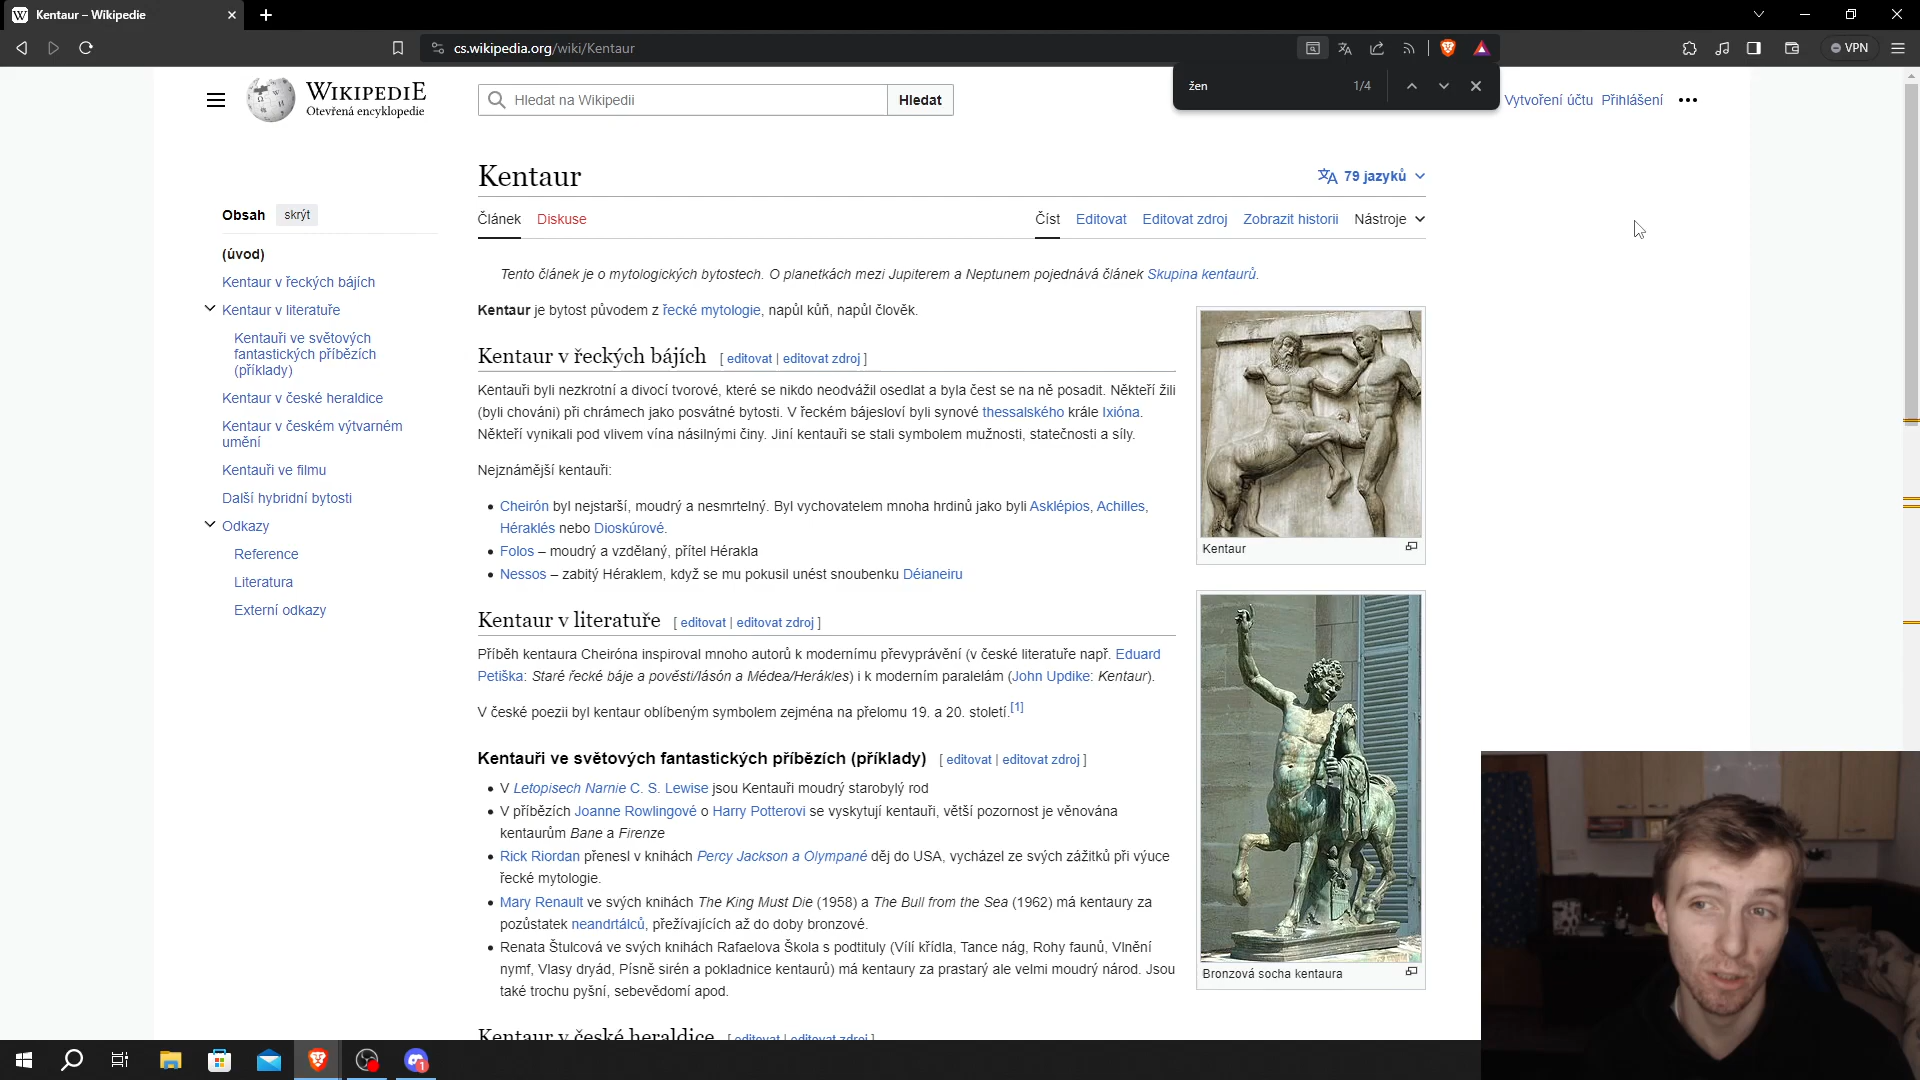 Kentaur – Wikipedie
cs.wikipedia.org/wiki/Kentaur
VPN
žen
1/4
WIKIPEDIE
Otevřená encyklopedie
Hledat na Wikipedii
Hledat
Vytvoření účtu Přihlášení
Kentaur
79 jazyků
Článek Diskuse
Číst Editovat Editovat zdroj Zobrazit historii Nástroje
Obsah skrýt
(úvod)
Kentaur v řeckých bájích
Kentaur v literatuře
Kentauři ve světových
fantastických příbězích
(příklady)
Kentaur v české heraldice
Kentaur v českém výtvarném
umění
Kentauři ve filmu
Další hybridní bytosti
Odkazy
Reference
Literatura
Externí odkazy
Tento článek je o mytologických bytostech. O planetkách mezi Jupiterem a Neptunem pojednává článek Skupina kentaurů.
Kentaur je bytost původem z řecké mytologie, napůl kůň, napůl člověk.
Kentaur v řeckých bájích [ editovat | editovat zdroj ]
Kentauři byli nezkrotní a divocí tvorové, které se nikdo neodvážil osedlat a byla čest se na ně posadit. Někteří žili
(byli chováni) při chrámech jako posvátné bytosti. V řeckém bájesloví byli synové thessalského krále Ixióna.
Někteří vynikali pod vlivem vína násilnými činy. Jiní kentauři se stali symbolem mužnosti, statečnosti a síly.
Nejznámější kentauři:
Cheirón byl nejstarší, moudrý a nesmrtelný. Byl vychovatelem mnoha hrdinů jako byli Asklépios, Achilles,
Héraklés nebo Dioskúrové.
Folos – moudrý a vzdělaný, přítel Hérakla
Nessos – zabitý Héraklem, když se mu pokusil unést snoubenku Déianeiru
Kentaur
Kentaur v literatuře [ editovat | editovat zdroj ]
Příběh kentaura Cheiróna inspiroval mnoho autorů k modernímu převyprávění (v české literatuře např. Eduard
Petiška: Staré řecké báje a pověsti/Iásón a Médea/Herákles) i k moderním paralelám (John Updike: Kentaur).
V české poezii byl kentaur oblíbeným symbolem zejména na přelomu 19. a 20. století.[1]
Kentauři ve světových fantastických příbězích (příklady) [ editovat | editovat zdroj ]
V Letopisech Narnie C. S. Lewise jsou Kentauři moudrý starobylý rod
V příbězích Joanne Rowlingové o Harry Potterovi se vyskytují kentauři, větší pozornost je věnována
kentaurům Bane a Firenze
Rick Riordan přenesl v knihách Percy Jackson a Olympané děj do USA, vycházel ze svých zážitků při výuce
řecké mytologie.
Mary Renault ve svých knihách The King Must Die (1958) a The Bull from the Sea (1962) má kentaury za
pozůstatek neandrtálců, přežívajících až do doby bronzové.
Renata Štulcová ve svých knihách Rafaelova Škola s podtituly (Vílí křídla, Tance nág, Rohy faunů, Vlnění
nymf, Vlasy dryád, Písně sirén a pokladnice kentaurů) má kentaury za prastarý ale velmi moudrý národ. Jsou
také trochu pyšní, sebevědomí apod.
Bronzová socha kentaura
Kentaur v české heraldice [ editovat | editovat zdroj ]
1